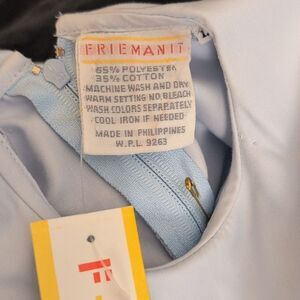 FRIEMANIT
65% POLYESTER
35% COTTON
MACHINE WASH AND DRY
WARM SETTING NO BLEACH
WASH COLORS SEPARATELY
COOL IRON IF NEEDED
MADE IN PHILIPPINES
W.P.L. 9263
F